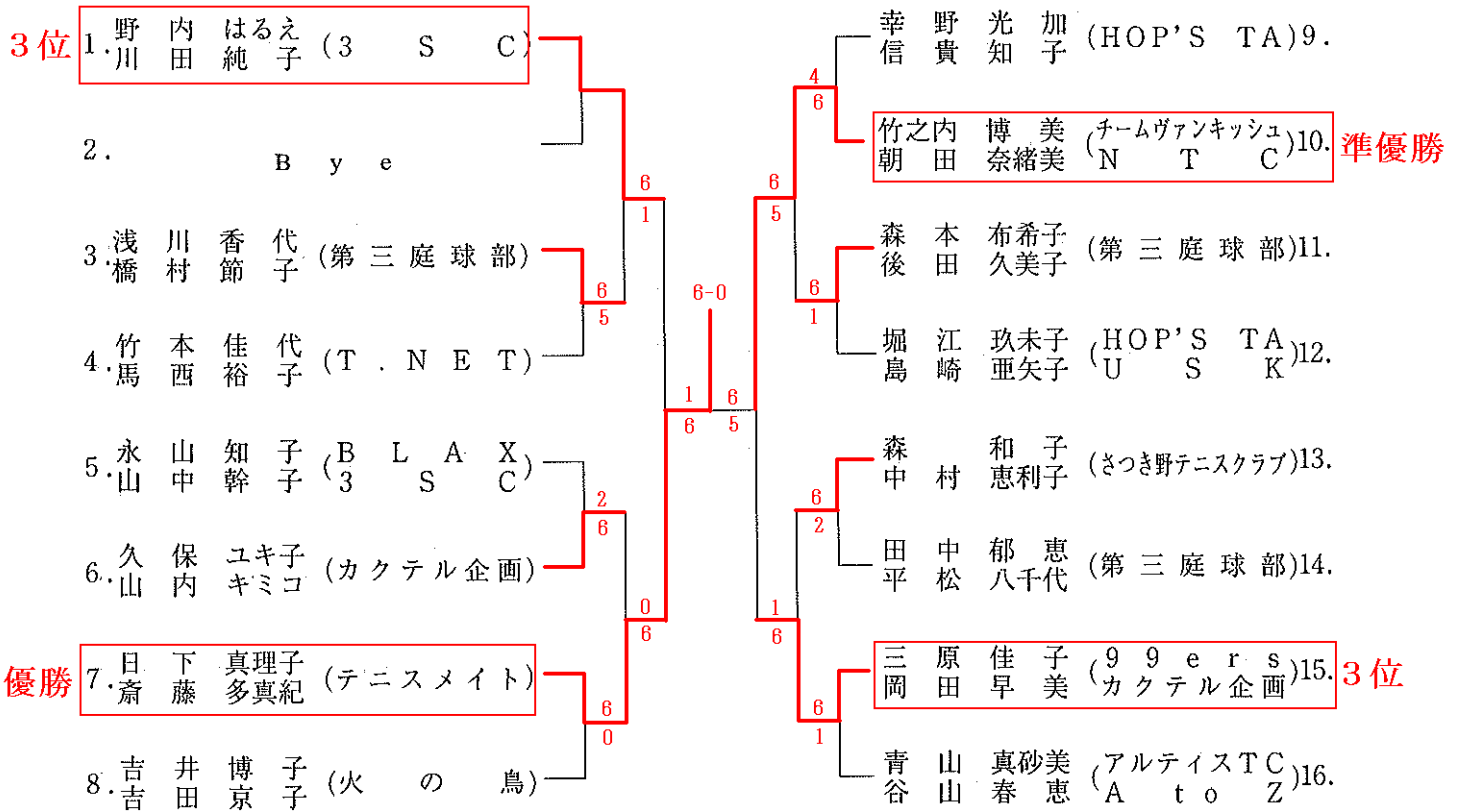 3位
1. 野内 はるえ (3SC)
川田純子
2. Bye
3. 浅川香代 (第三庭球部)
橋村節子
4. 竹本佳代 (T.NET)
馬西裕子
5. 永山知子 (BLAX
山中幹子 3SC)
6. 久保ユキ子 (カクテル企画)
山内キミコ
優勝
7. 日下真理子 (テニスメイト)
斎藤多真紀
8. 吉井博子 (火の鳥)
吉田京子
6
1
6
5
2
6
0
6
6
0
1
6
6-0
6
5
4
6
6
5
6
1
6
2
1
6
6
1
幸野光加 (HOP'S TA) 9.
信貴知子
竹之内博美 (チームヴァンキッシュ
朝田奈緒美 NTC) 10.
準優勝
森本布希子 (第三庭球部) 11.
後田久美子
堀江玖未子 (HOP'S TA
島崎亜矢子 USK) 12.
森和子 (さつき野テニスクラブ) 13.
中村恵利子
田中郁恵 (第三庭球部) 14.
平松八千代
三原佳子 (99ers
岡田早美 カクテル企画) 15.
3位
青山真砂美 (アルティスTC
谷山春恵 AtoZ) 16.